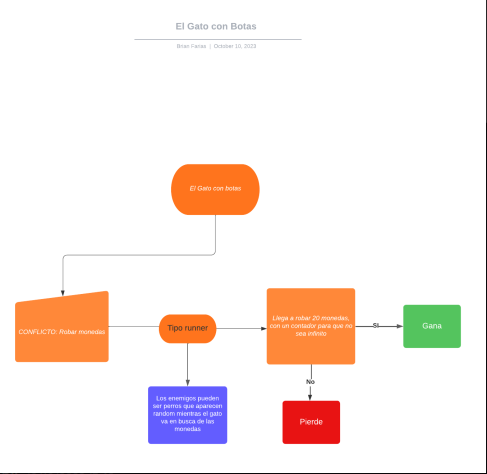 El Gato con Botas
Brian Farias | October 10, 2023
El Gato con botas
CONFLICTO: Robar monedas
Tipo runner
Llega a robar 20 monedas,
con un contador para que no
sea infinito
SI
Gana
Los enemigos pueden
ser perros que aparecen
random mientras el gato
va en busca de las
monedas
No
Pierde